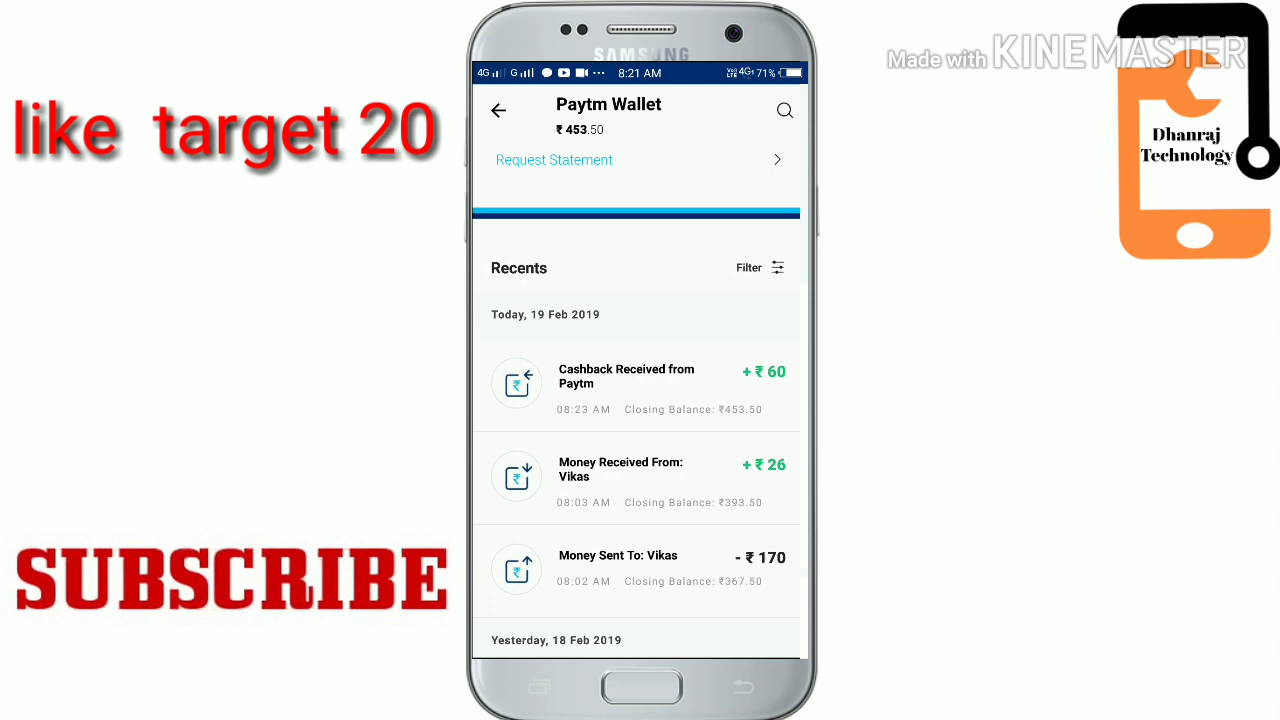 SAMSUNG
Made with KINEMASTER
4G G 8:21 AM VoLTE 4G 71%
like target 20
Paytm Wallet
₹ 453.50
Request Statement
Dhanraj
Technology
Recents
Filter
Today, 19 Feb 2019
Cashback Received from
Paytm
+ ₹ 60
08:23 AM Closing Balance: ₹453.50
Money Received From:
Vikas
+ ₹ 26
08:03 AM Closing Balance: ₹393.50
Money Sent To: Vikas
- ₹ 170
08:02 AM Closing Balance: ₹367.50
SUBSCRIBE
Yesterday, 18 Feb 2019